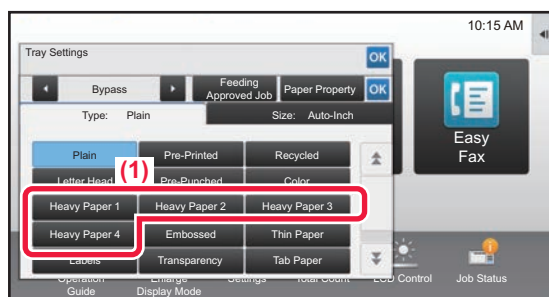 10:15 AM
Tray Settings
OK
Bypass
Feeding
Approved Job
Paper Property
OK
Type: Plain
Size: Auto-Inch
Plain
Pre-Printed
Recycled
(1)
Letter Head
Pre-Punched
Color
Heavy Paper 1
Heavy Paper 2
Heavy Paper 3
Heavy Paper 4
Embossed
Thin Paper
Labels
Transparency
Tab Paper
Easy
Fax
Operation
Guide
Enlarge
Display Mode
Settings
Total Count
LCD Control
Job Status